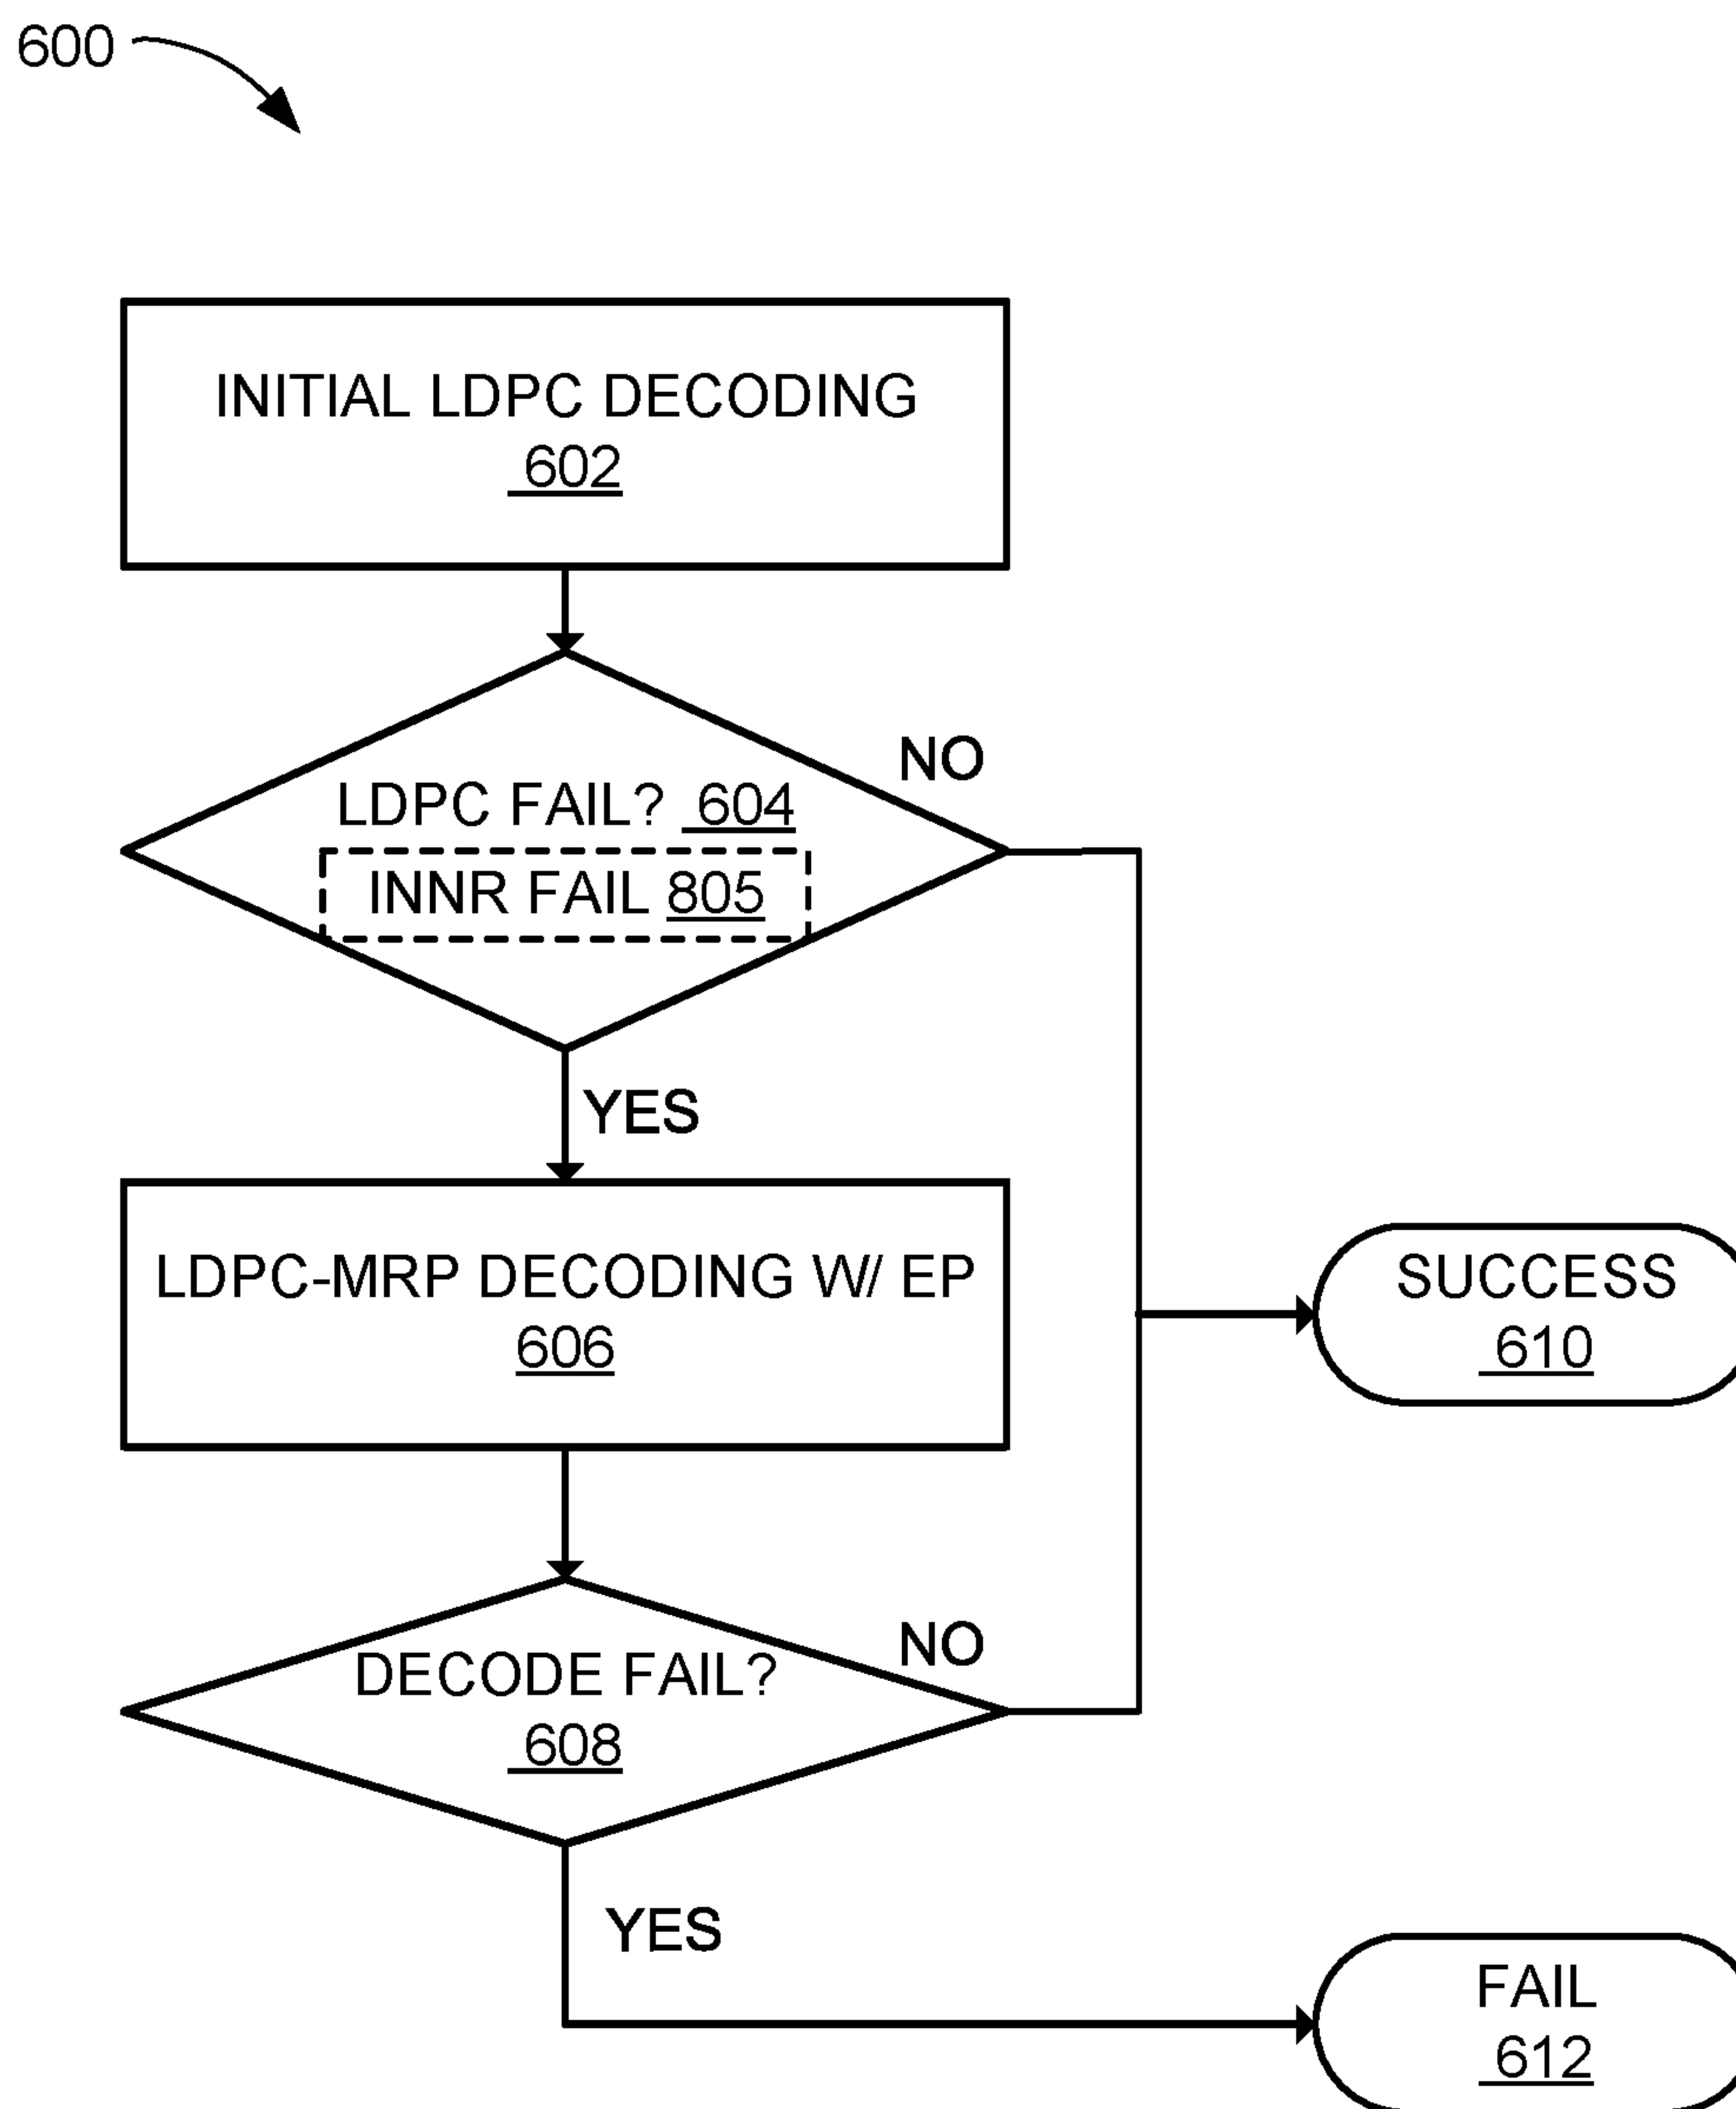 600
INITIAL LDPC DECODING
602
NO
LDPC FAIL? 604
INNR FAIL 805
YES
LDPC-MRP DECODING W/ EP
606
SUCCESS
610
NO
DECODE FAIL?
608
YES
FAIL
612